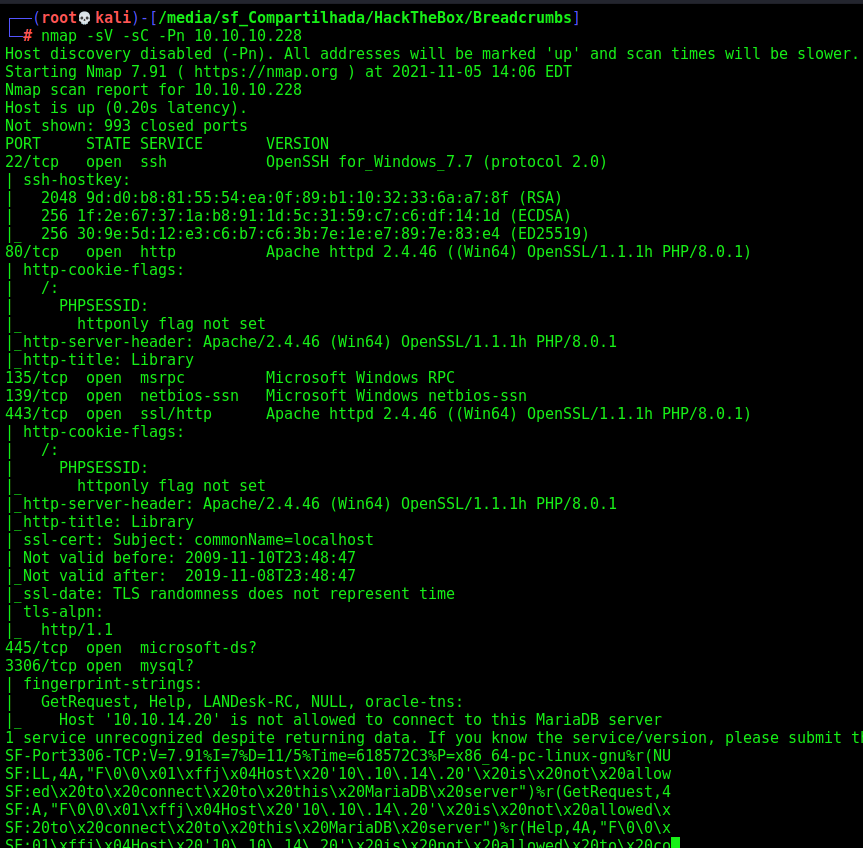 ┌──(root💀kali)-[/media/sf_Compartilhada/HackTheBox/Breadcrumbs]
└─# nmap -sV -sC -Pn 10.10.10.228
Host discovery disabled (-Pn). All addresses will be marked 'up' and scan times will be slower.
Starting Nmap 7.91 ( https://nmap.org ) at 2021-11-05 14:06 EDT
Nmap scan report for 10.10.10.228
Host is up (0.20s latency).
Not shown: 993 closed ports
PORT     STATE SERVICE       VERSION
22/tcp   open  ssh           OpenSSH for_Windows_7.7 (protocol 2.0)
| ssh-hostkey:
|   2048 9d:d0:b8:81:55:54:ea:0f:89:b1:10:32:33:6a:a7:8f (RSA)
|   256 1f:2e:67:37:1a:b8:91:1d:5c:31:59:c7:c6:df:14:1d (ECDSA)
|_  256 30:9e:5d:12:e3:c6:b7:c6:3b:7e:1e:e7:89:7e:83:e4 (ED25519)
80/tcp   open  http          Apache httpd 2.4.46 ((Win64) OpenSSL/1.1.1h PHP/8.0.1)
| http-cookie-flags:
|   /:
|     PHPSESSID:
|_      httponly flag not set
|_http-server-header: Apache/2.4.46 (Win64) OpenSSL/1.1.1h PHP/8.0.1
|_http-title: Library
135/tcp  open  msrpc         Microsoft Windows RPC
139/tcp  open  netbios-ssn   Microsoft Windows netbios-ssn
443/tcp  open  ssl/http      Apache httpd 2.4.46 ((Win64) OpenSSL/1.1.1h PHP/8.0.1)
| http-cookie-flags:
|   /:
|     PHPSESSID:
|_      httponly flag not set
|_http-server-header: Apache/2.4.46 (Win64) OpenSSL/1.1.1h PHP/8.0.1
|_http-title: Library
| ssl-cert: Subject: commonName=localhost
| Not valid before: 2009-11-10T23:48:47
|_Not valid after:  2019-11-08T23:48:47
|_ssl-date: TLS randomness does not represent time
| tls-alpn:
|_  http/1.1
445/tcp  open  microsoft-ds?
3306/tcp open  mysql?
| fingerprint-strings:
|   GetRequest, Help, LANDesk-RC, NULL, oracle-tns:
|_    Host '10.10.14.20' is not allowed to connect to this MariaDB server
1 service unrecognized despite returning data. If you know the service/version, please submit th
SF-Port3306-TCP:V=7.91%I=7%D=11/5%Time=618572C3%P=x86_64-pc-linux-gnu%r(NU
SF:LL,4A,"F\0\0\x01\xffj\x04Host\x20'10\.10\.14\.20'\x20is\x20not\x20allow
SF:ed\x20to\x20connect\x20to\x20this\x20MariaDB\x20server")%r(GetRequest,4
SF:A,"F\0\0\x01\xffj\x04Host\x20'10\.10\.14\.20'\x20is\x20not\x20allowed\x
SF:20to\x20connect\x20to\x20this\x20MariaDB\x20server")%r(Help,4A,"F\0\0\x
SF:01\xffj\x04Host\x20'10\.10\.14\.20'\x20is\x20not\x20allowed\x20to\x20co